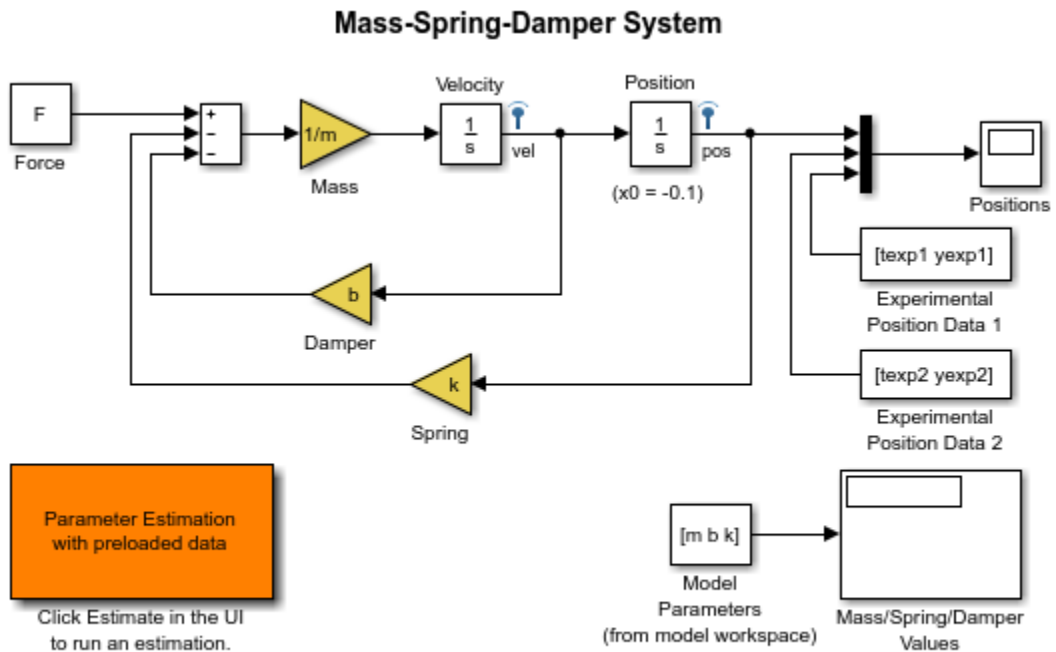 Mass-Spring-Damper System
Velocity
Position
F
+
−
−
1/m
1
s
vel
1
s
pos
Force
Mass
(x0 = -0.1)
Positions
[texp1 yexp1]
b
Experimental
Position Data 1
Damper
k
[texp2 yexp2]
Spring
Experimental
Position Data 2
Parameter Estimation
with preloaded data
[m b k]
Model
Parameters
(from model workspace)
Click Estimate in the UI
to run an estimation.
Mass/Spring/Damper
Values